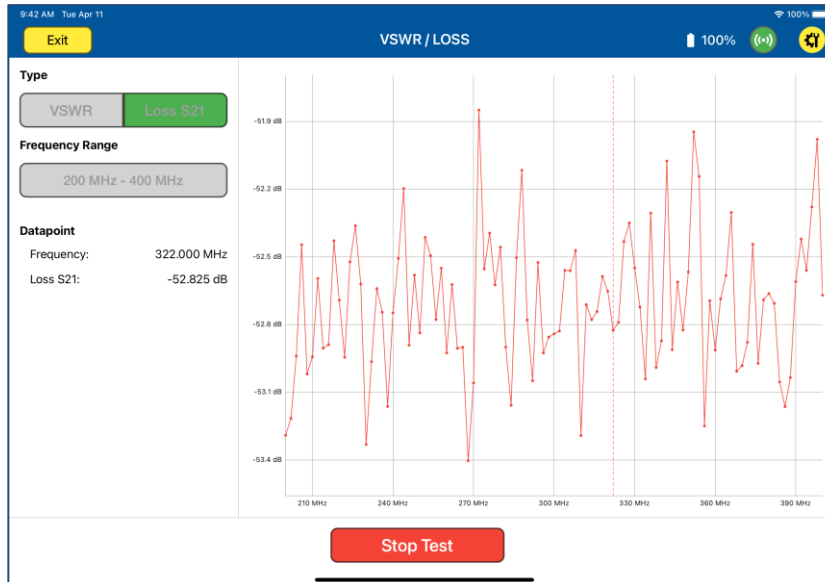 9:42 AM Tue Apr 11
100%
Exit
VSWR / LOSS
100%
Type
VSWR
Loss S21
Frequency Range
200 MHz - 400 MHz
Datapoint
Frequency: 322.000 MHz
Loss S21: -52.825 dB
-51.9 dB
-52.2 dB
-52.5 dB
-52.8 dB
-53.1 dB
-53.4 dB
210 MHz
240 MHz
270 MHz
300 MHz
330 MHz
360 MHz
390 MHz
Stop Test